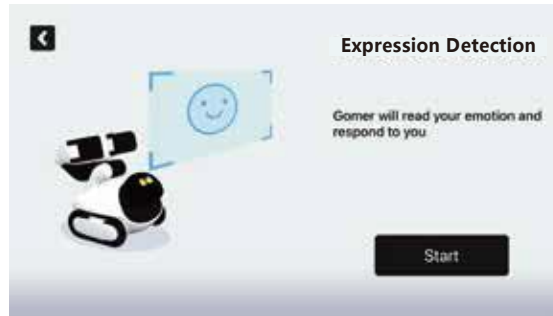 Expression Detection
Gomer will read your emotion and
respond to you
Start